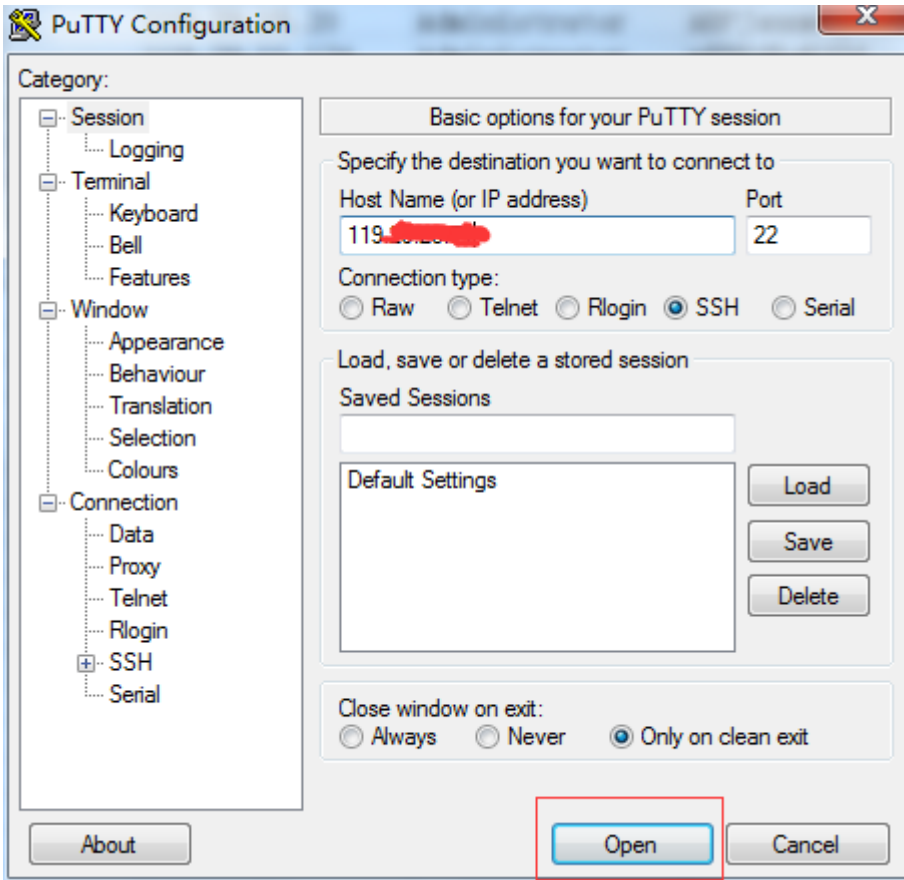 PuTTY Configuration
Category:
Session
Logging
Terminal
Keyboard
Bell
Features
Window
Appearance
Behaviour
Translation
Selection
Colours
Connection
Data
Proxy
Telnet
Rlogin
SSH
Serial
Basic options for your PuTTY session
Specify the destination you want to connect to
Host Name (or IP address) Port
119. 22
Connection type:
Raw Telnet Rlogin SSH Serial
Load, save or delete a stored session
Saved Sessions
Default Settings
Load
Save
Delete
Close window on exit:
Always Never Only on clean exit
About Open Cancel